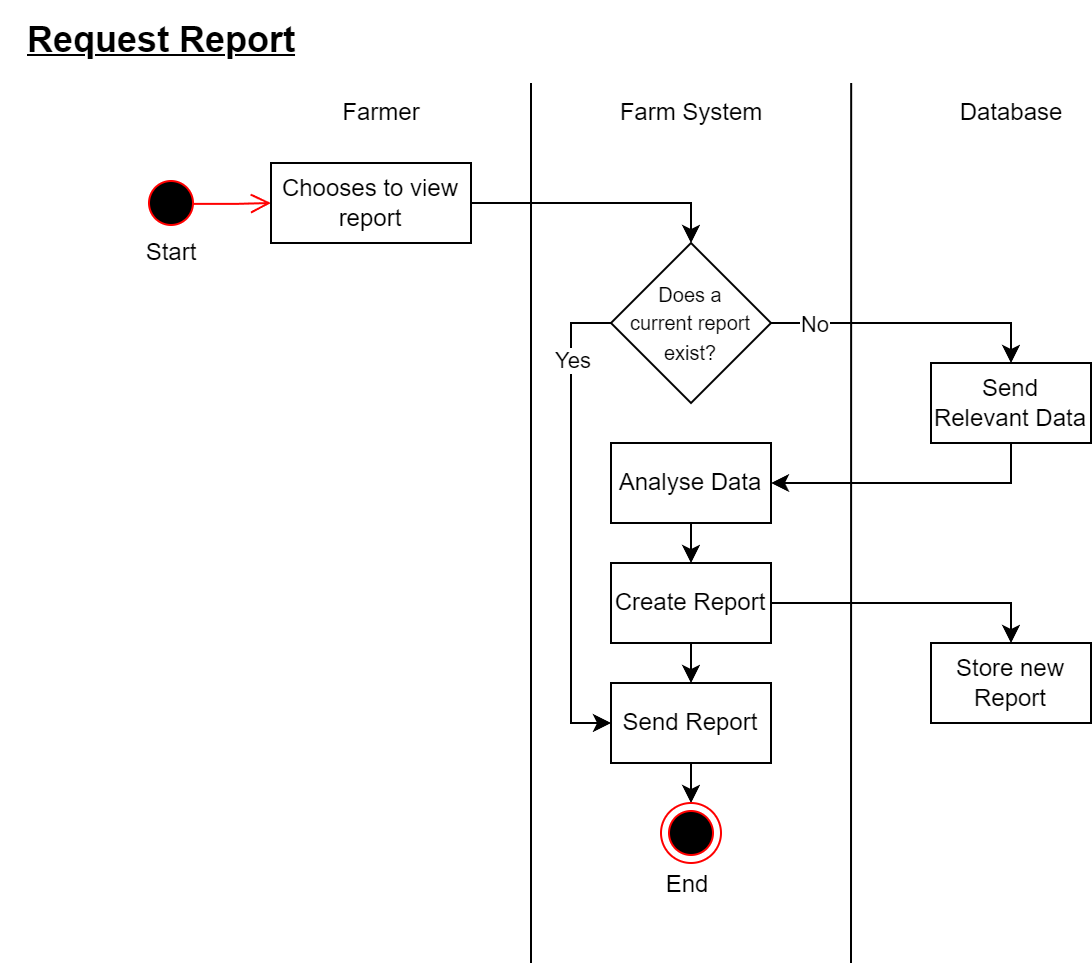 Request Report
Farmer
Farm System
Database
Start
Chooses to view
report
Does a
current report
exist?
Yes
No
Send
Relevant Data
Analyse Data
Create Report
Store new
Report
Send Report
End